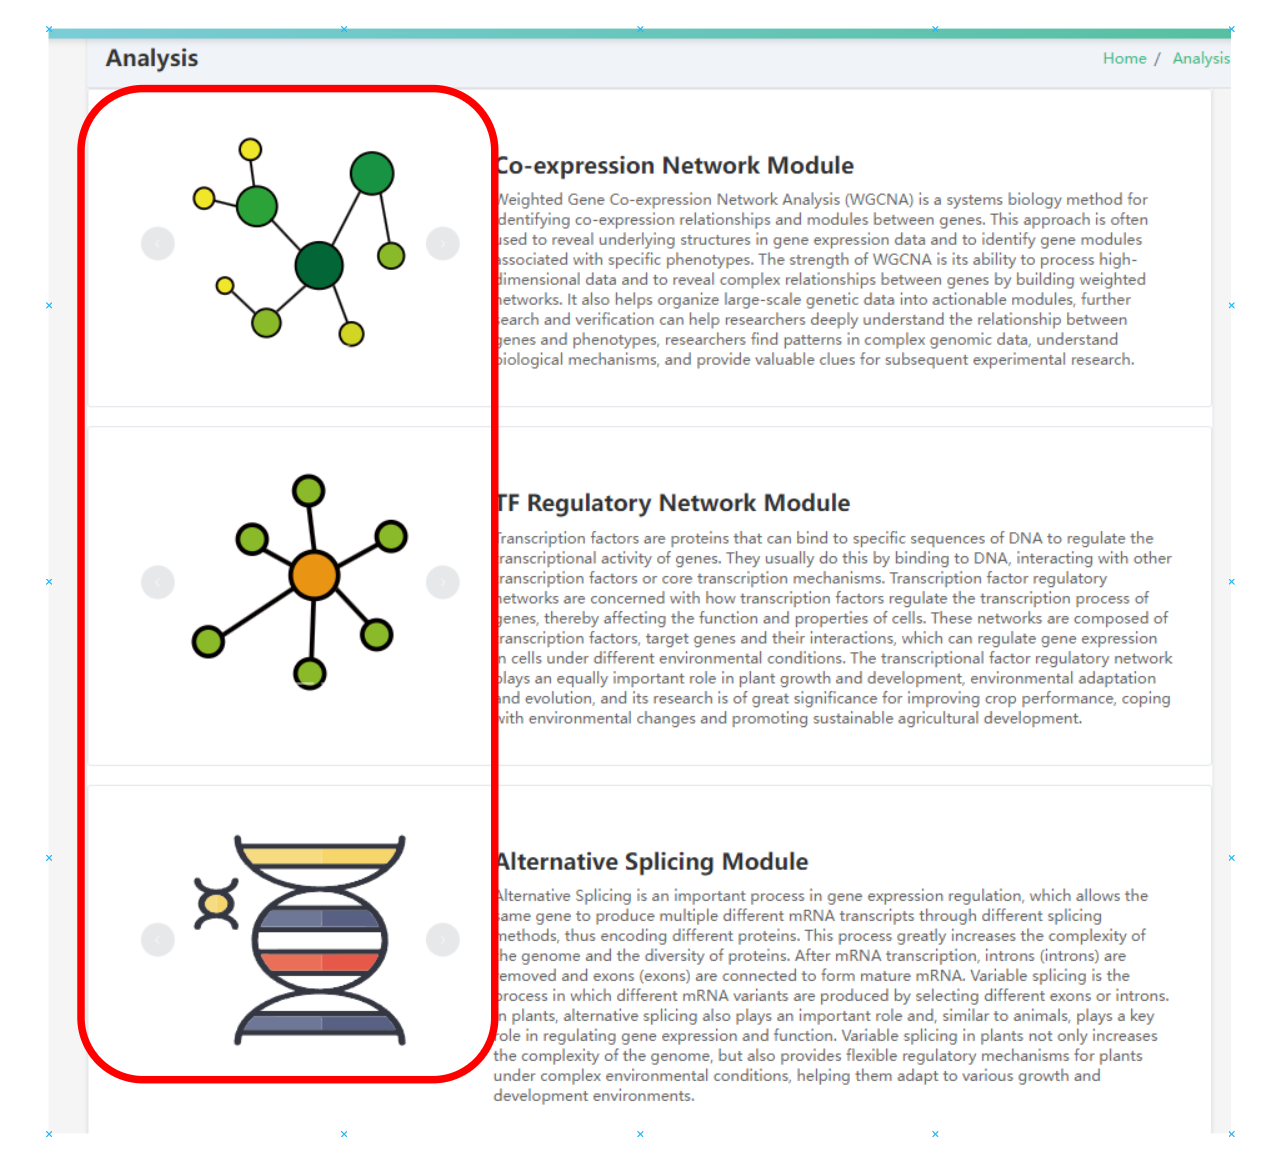 Analysis
Home / Analysis
Co-expression Network Module
Weighted Gene Co-expression Network Analysis (WGCNA) is a systems biology method for
identifying co-expression relationships and modules between genes. This approach is often
used to reveal underlying structures in gene expression data and to identify gene modules
associated with specific phenotypes. The strength of WGCNA is its ability to process high-
dimensional data and to reveal complex relationships between genes by building weighted
networks. It also helps organize large-scale genetic data into actionable modules, further
search and verification can help researchers deeply understand the relationship between
genes and phenotypes, researchers find patterns in complex genomic data, understand
biological mechanisms, and provide valuable clues for subsequent experimental research.
TF Regulatory Network Module
Transcription factors are proteins that can bind to specific sequences of DNA to regulate the
transcriptional activity of genes. They usually do this by binding to DNA, interacting with other
transcription factors or core transcription mechanisms. Transcription factor regulatory
networks are concerned with how transcription factors regulate the transcription process of
genes, thereby affecting the function and properties of cells. These networks are composed of
transcription factors, target genes and their interactions, which can regulate gene expression
in cells under different environmental conditions. The transcriptional factor regulatory network
plays an equally important role in plant growth and development, environmental adaptation
and evolution, and its research is of great significance for improving crop performance, coping
with environmental changes and promoting sustainable agricultural development.
Alternative Splicing Module
Alternative Splicing is an important process in gene expression regulation, which allows the
same gene to produce multiple different mRNA transcripts through different splicing
methods, thus encoding different proteins. This process greatly increases the complexity of
the genome and the diversity of proteins. After mRNA transcription, introns (introns) are
removed and exons (exons) are connected to form mature mRNA. Variable splicing is the
process in which different mRNA variants are produced by selecting different exons or introns.
In plants, alternative splicing also plays an important role and, similar to animals, plays a key
role in regulating gene expression and function. Variable splicing in plants not only increases
the complexity of the genome, but also provides flexible regulatory mechanisms for plants
under complex environmental conditions, helping them adapt to various growth and
development environments.